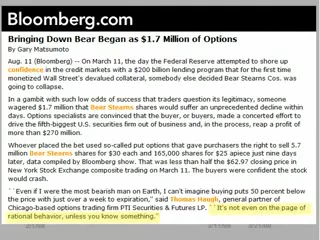 Bloomberg.com
Bringing Down Bear Began as $1.7 Million of Options
By Gary Matsumoto
Aug. 11 (Bloomberg) -- On March 11, the day the Federal Reserve attempted to shore up
confidence in the credit markets with a $200 billion lending program that for the first time
monetized Wall Street's devalued collateral, somebody else decided Bear Stearns Cos. was
going to collapse.
In a gambit with such low odds of success that traders question its legitimacy, someone
wagered $1.7 million that Bear Stearns shares would suffer an unprecedented decline within
days. Options specialists are convinced that the buyer, or buyers, made a concerted effort to
drive the fifth-biggest U.S. securities firm out of business and, in the process, reap a profit of
more than $270 million.
Whoever placed the bet used so-called put options that gave purchasers the right to sell 5.7
million Bear Stearns shares for $30 each and 165,000 shares for $25 apiece just nine days
later, data compiled by Bloomberg show. That was less than half the $62.97 closing price in
New York Stock Exchange composite trading on March 11. The buyers were confident the stock
would crash.
``Even if I were the most bearish man on Earth, I can't imagine buying puts 50 percent below
the price with just over a week to expiration,'' said Thomas Haugh, general partner of
Chicago-based options trading firm PTI Securities & Futures LP. ``It's not even on the page of
rational behavior, unless you know something.''